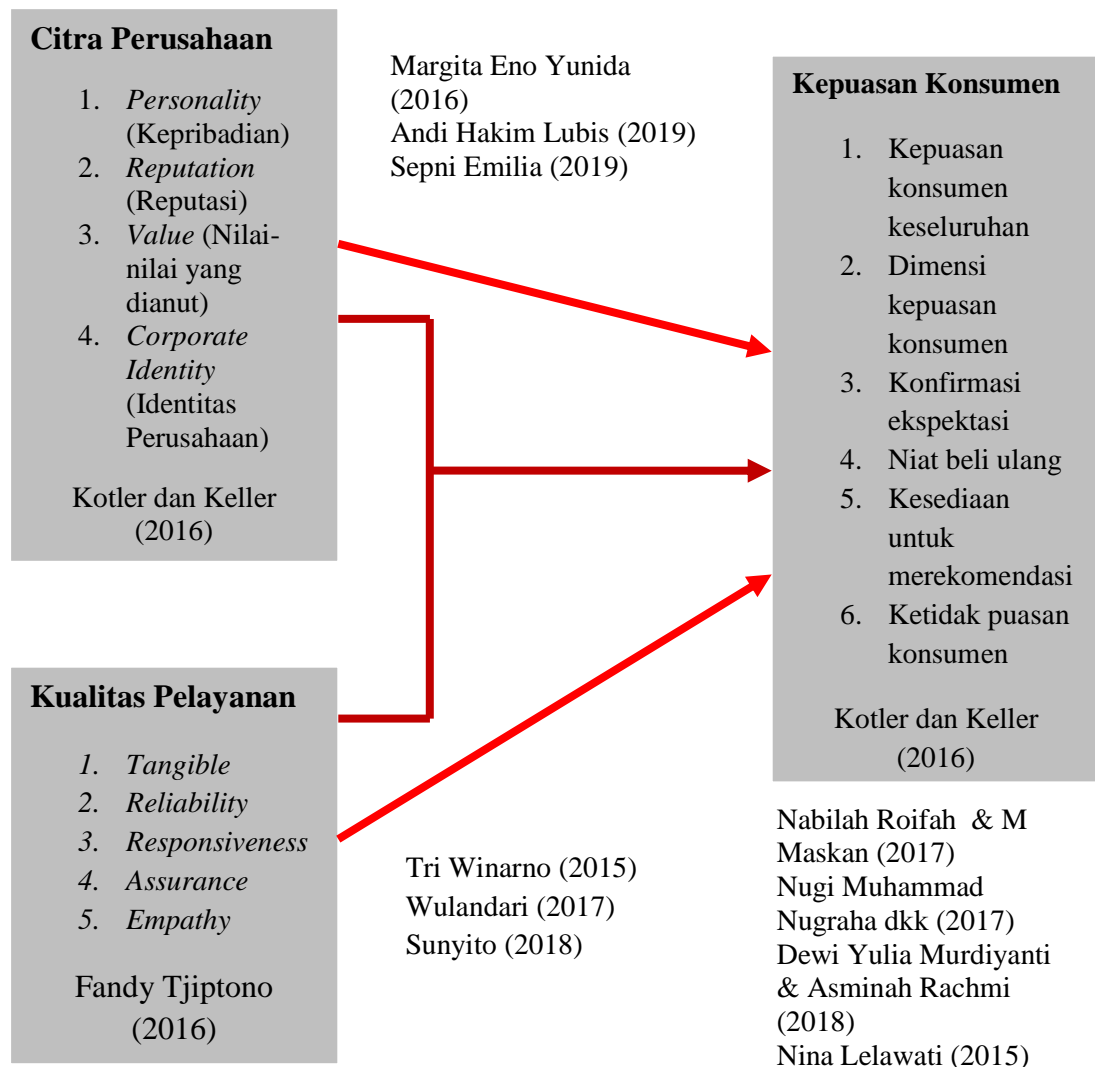 Citra Perusahaan
1. Personality
(Kepribadian)
2. Reputation
(Reputasi)
3. Value (Nilai-
nilai yang
dianut)
4. Corporate
Identity
(Identitas
Perusahaan)
Kotler dan Keller
(2016)
Margita Eno Yunida
(2016)
Andi Hakim Lubis (2019)
Sepni Emilia (2019)
Kepuasan Konsumen
1. Kepuasan
konsumen
keseluruhan
2. Dimensi
kepuasan
konsumen
3. Konfirmasi
ekspektasi
4. Niat beli ulang
5. Kesediaan
untuk
merekomendasi
6. Ketidak puasan
konsumen
Kotler dan Keller
(2016)
Kualitas Pelayanan
1. Tangible
2. Reliability
3. Responsiveness
4. Assurance
5. Empathy
Fandy Tjiptono
(2016)
Tri Winarno (2015)
Wulandari (2017)
Sunyito (2018)
Nabilah Roifah & M
Maskan (2017)
Nugi Muhammad
Nugraha dkk (2017)
Dewi Yulia Murdiyanti
& Asminah Rachmi
(2018)
Nina Lelawati (2015)